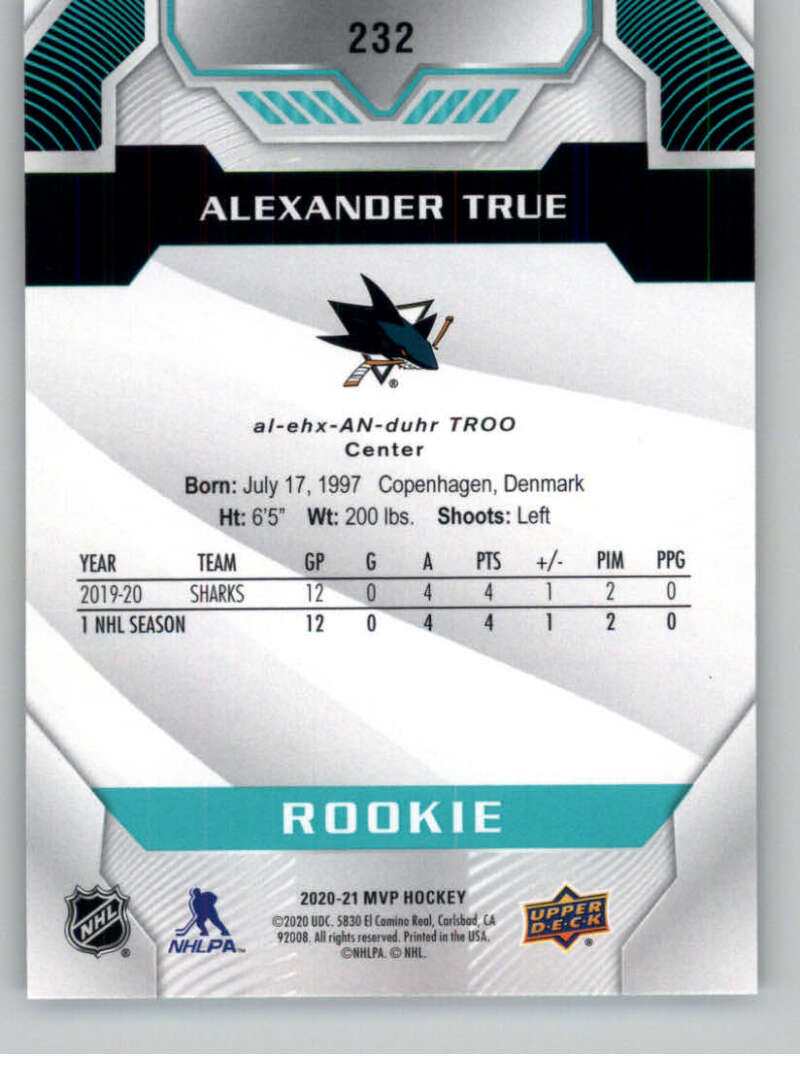 232
ALEXANDER TRUE
®
al-ehx-AN-duhr TROO
Center
Born: July 17, 1997 Copenhagen, Denmark
Ht: 6'5" Wt: 200 lbs. Shoots: Left
YEAR TEAM GP G A PTS +/- PIM PPG
2019-20 SHARKS 12 0 4 4 1 2 0
1 NHL SEASON 12 0 4 4 1 2 0
ROOKIE
NHL ®
NHLPA™
2020-21 MVP HOCKEY
©2020 UDC. 5830 El Camino Real, Carlsbad, CA
92008. All rights reserved. Printed in the USA.
©NHLPA. © NHL.
UPPER
D·E·C·K ®